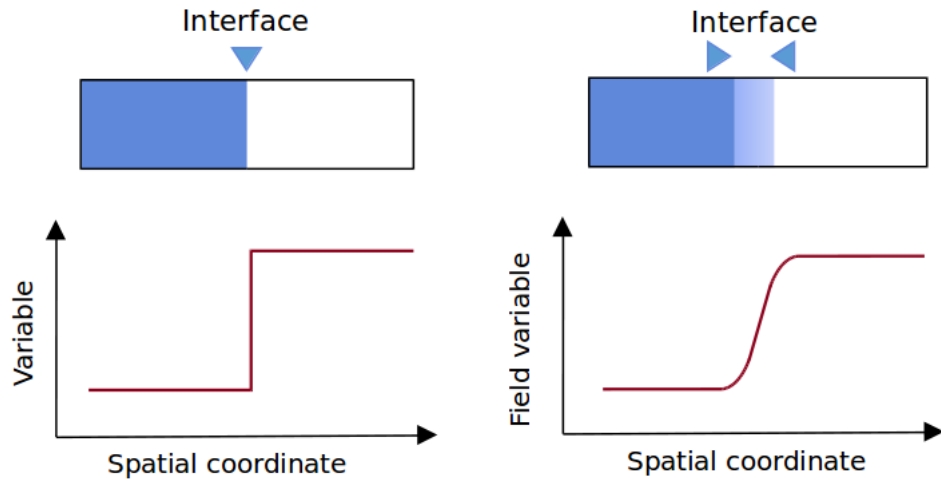 Interface
Interface
Variable
Spatial coordinate
Field variable
Spatial coordinate